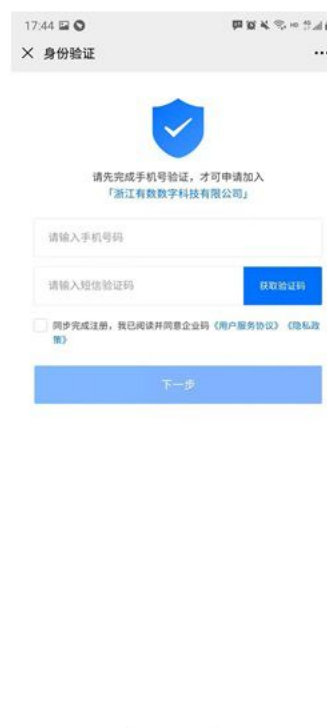 17:44
HD
身份验证
请先完成手机号验证，才可申请加入
「浙江有数数字科技有限公司」
请输入手机号码
请输入短信验证码
获取验证码
同步完成注册，我已阅读并同意企业码《用户服务协议》《隐私政
策》
下一步